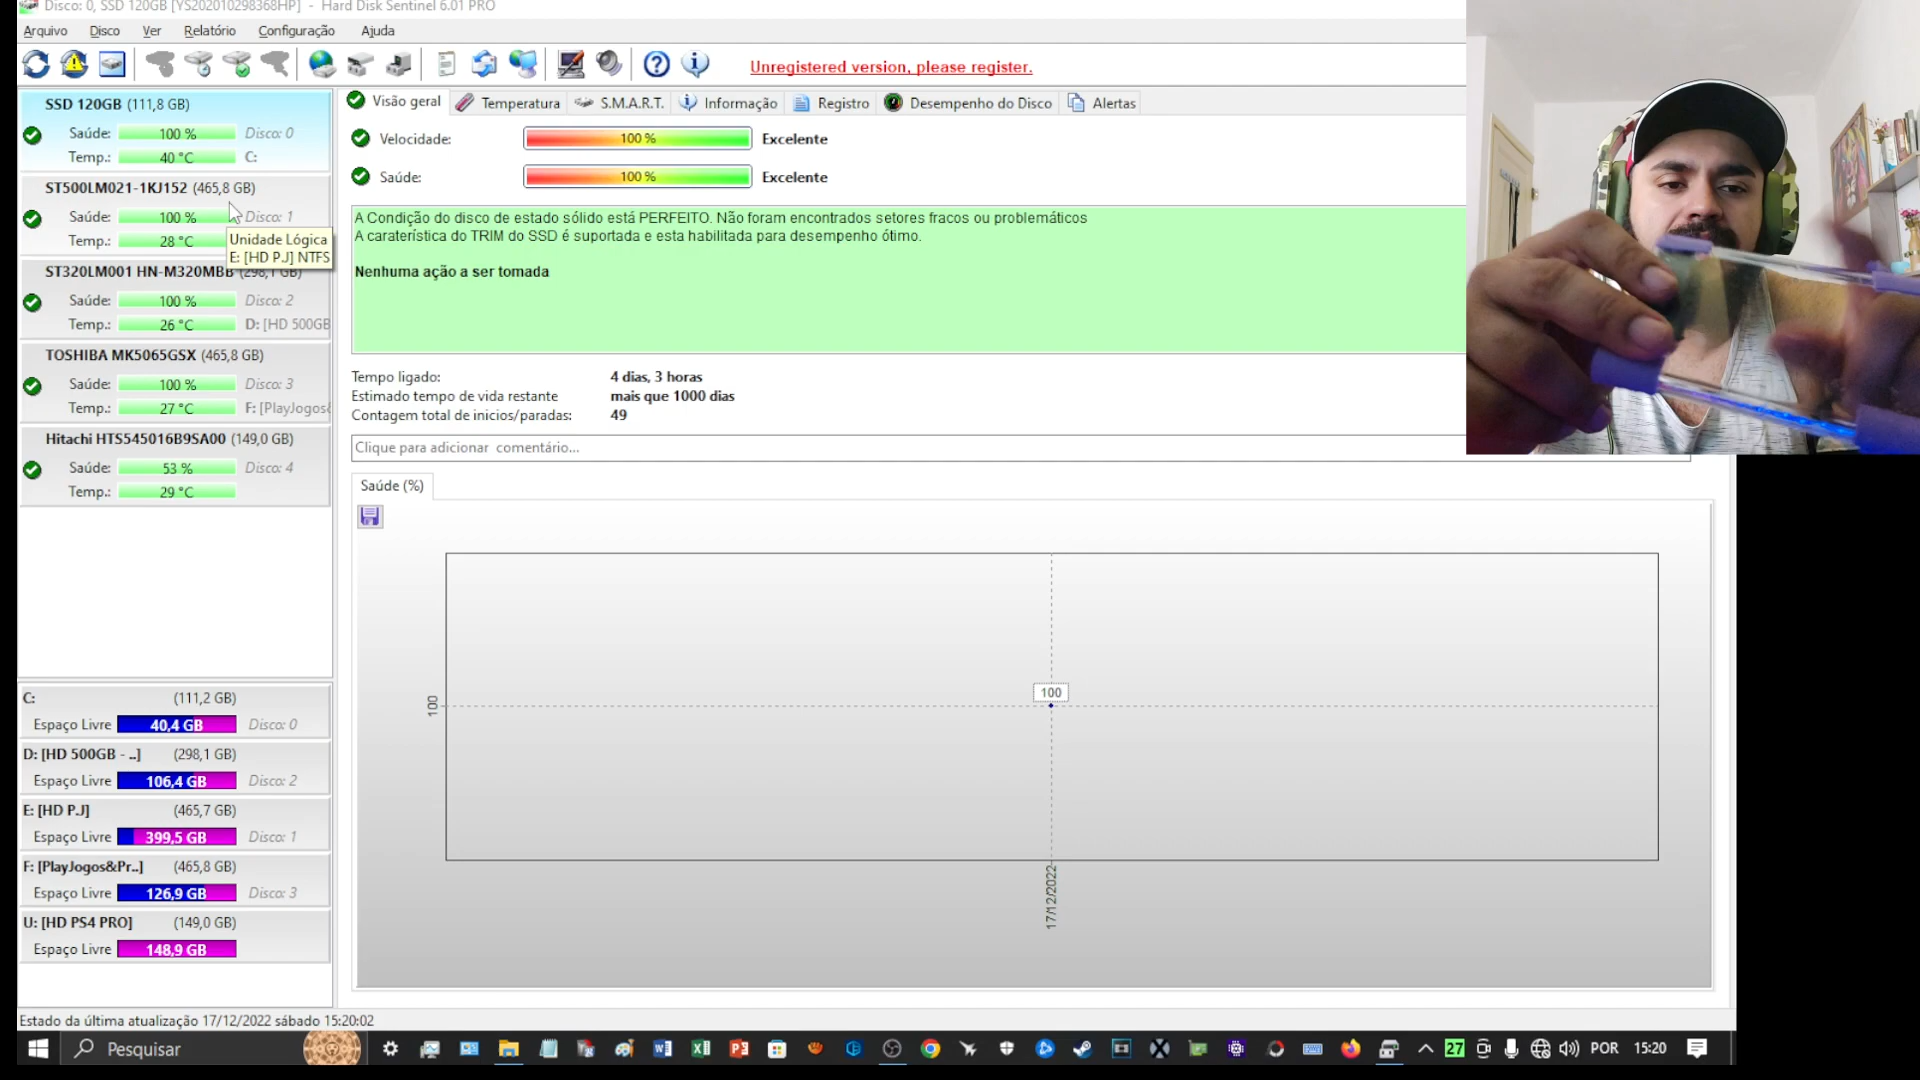 Disco: 0, SSD 120GB [YS202010298368HP] - Hard Disk Sentinel 6.01 PRO
Arquivo Disco Ver Relatório Configuração Ajuda
Unregistered version, please register.
SSD 120GB (111,8 GB)
Saúde: 100 % Disco: 0
Temp.: 40 °C C:
ST500LM021-1KJ152 (465,8 GB)
Saúde: 100 % Disco: 1
Temp.: 28 °C
Unidade Lógica
E: [HD P.J] NTFS
ST320LM001 HN-M320MBB (298,1 GB)
Saúde: 100 % Disco: 2
Temp.: 26 °C D: [HD 500GB
TOSHIBA MK5065GSX (465,8 GB)
Saúde: 100 % Disco: 3
Temp.: 27 °C F: [PlayJogos&
Hitachi HTS545016B9SA00 (149,0 GB)
Saúde: 53 % Disco: 4
Temp.: 29 °C
C: (111,2 GB)
Espaço Livre 40,4 GB Disco: 0
D: [HD 500GB - ..] (298,1 GB)
Espaço Livre 106,4 GB Disco: 2
E: [HD P.J] (465,7 GB)
Espaço Livre 399,5 GB Disco: 1
F: [PlayJogos&Pr..] (465,8 GB)
Espaço Livre 126,9 GB Disco: 3
U: [HD PS4 PRO] (149,0 GB)
Espaço Livre 148,9 GB
Visão geral Temperatura S.M.A.R.T. Informação Registro Desempenho do Disco Alertas
Velocidade: 100 % Excelente
Saúde: 100 % Excelente
A Condição do disco de estado sólido está PERFEITO. Não foram encontrados setores fracos ou problemáticos
A caraterística do TRIM do SSD é suportada e esta habilitada para desempenho ótimo.
Nenhuma ação a ser tomada
Tempo ligado: 4 dias, 3 horas
Estimado tempo de vida restante mais que 1000 dias
Contagem total de inicios/paradas: 49
Clique para adicionar comentário...
Saúde (%)
100
100
17/12/2022
Estado da última atualização 17/12/2022 sábado 15:20:02
Pesquisar
27 POR 15:20